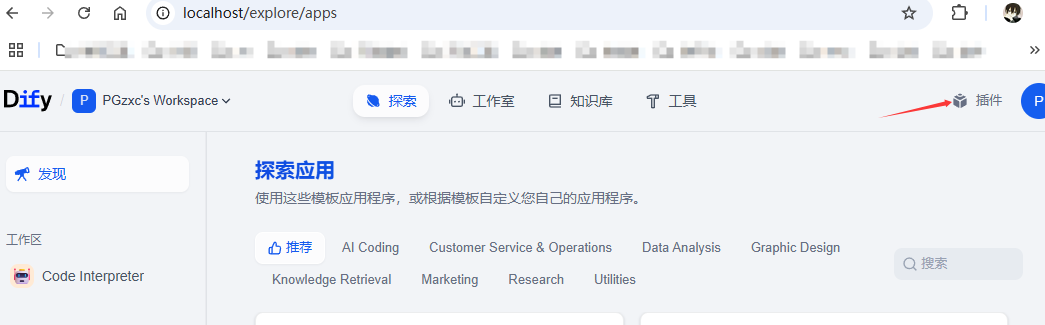 localhost/explore/apps
Dify / P PGzxc's Workspace 探索 工作室 知识库 工具 插件 P
发现
探索应用
使用这些模板应用程序，或根据模板自定义您自己的应用程序。
工作区
推荐 AI Coding Customer Service & Operations Data Analysis Graphic Design
搜索
Code Interpreter
Knowledge Retrieval Marketing Research Utilities